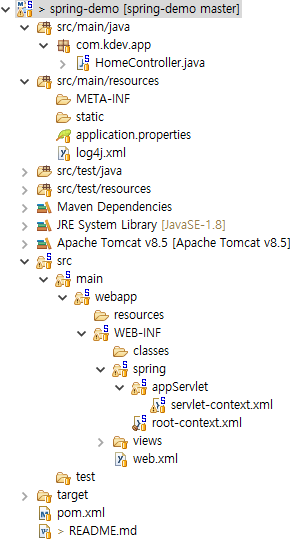 > spring-demo [spring-demo master]
src/main/java
com.kdev.app
HomeController.java
src/main/resources
META-INF
static
application.properties
log4j.xml
src/test/java
src/test/resources
Maven Dependencies
JRE System Library [JavaSE-1.8]
Apache Tomcat v8.5 [Apache Tomcat v8.5]
src
main
webapp
resources
WEB-INF
classes
spring
appServlet
servlet-context.xml
root-context.xml
views
web.xml
test
target
pom.xml
> README.md